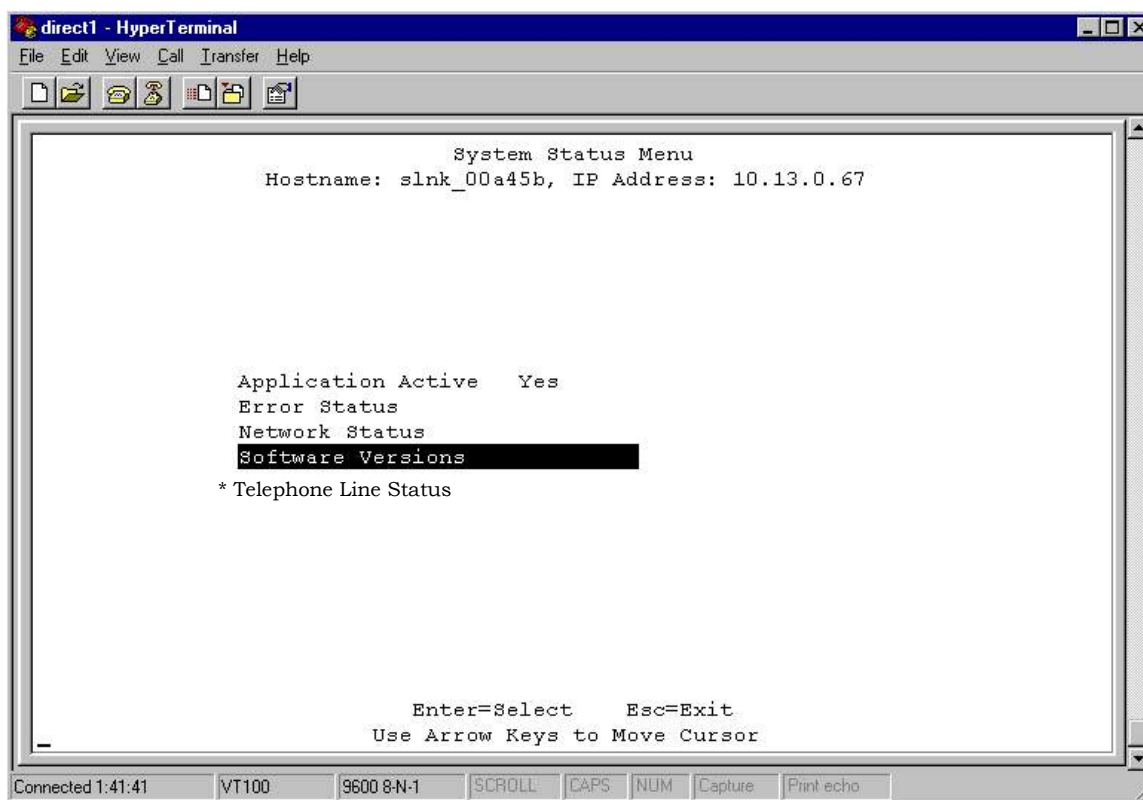 direct1 - HyperTerminal
File Edit View Call Transfer Help
System Status Menu
Hostname: slnk_00a45b, IP Address: 10.13.0.67
Application Active Yes
Error Status
Network Status
Software Versions
* Telephone Line Status
Enter=Select Esc=Exit
Use Arrow Keys to Move Cursor
Connected 1:41:41 VT100 9600 8-N-1 SCROLL CAPS NUM Capture Print echo